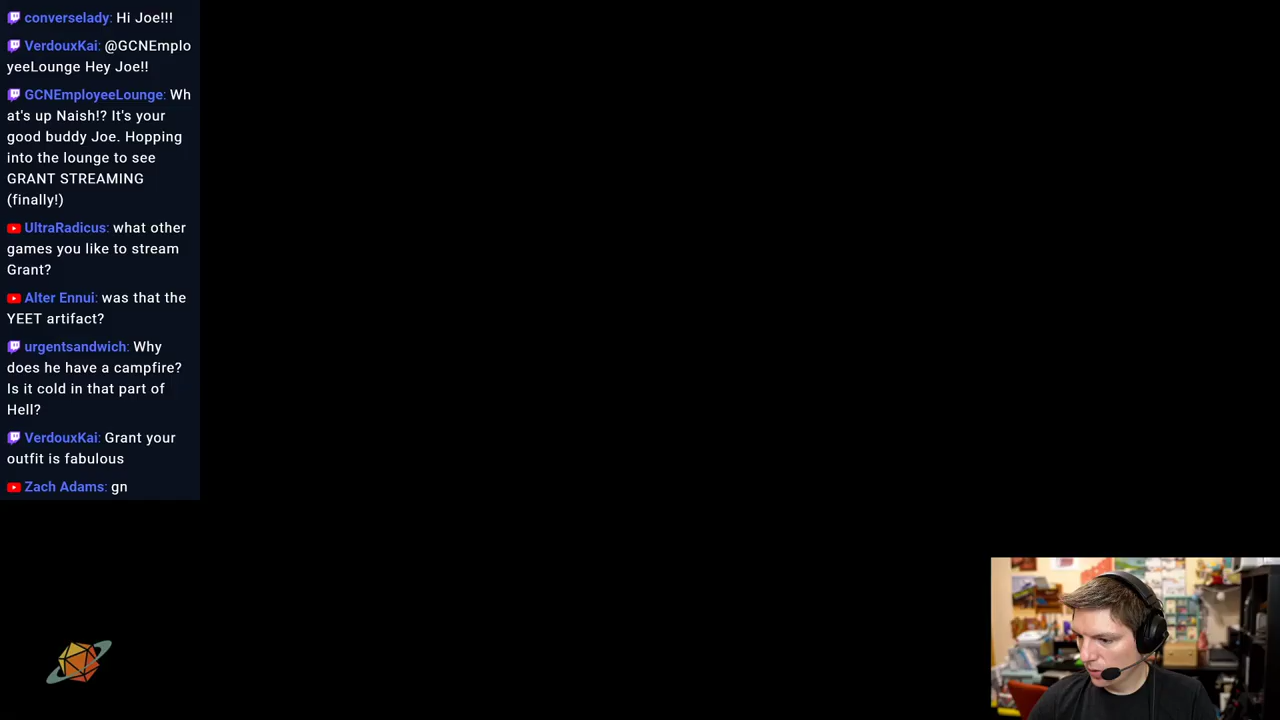 converselady: Hi Joe!!!
VerdouxKai: @GCNEmplo
yeeLounge Hey Joe!!
GCNEmployeeLounge: Wh
at's up Naish!? It's your
good buddy Joe. Hopping
into the lounge to see
GRANT STREAMING
(finally!)
UltraRadicus: what other
games you like to stream
Grant?
Alter Ennui: was that the
YEET artifact?
urgentsandwich: Why
does he have a campfire?
Is it cold in that part of
Hell?
VerdouxKai: Grant your
outfit is fabulous
Zach Adams: gn